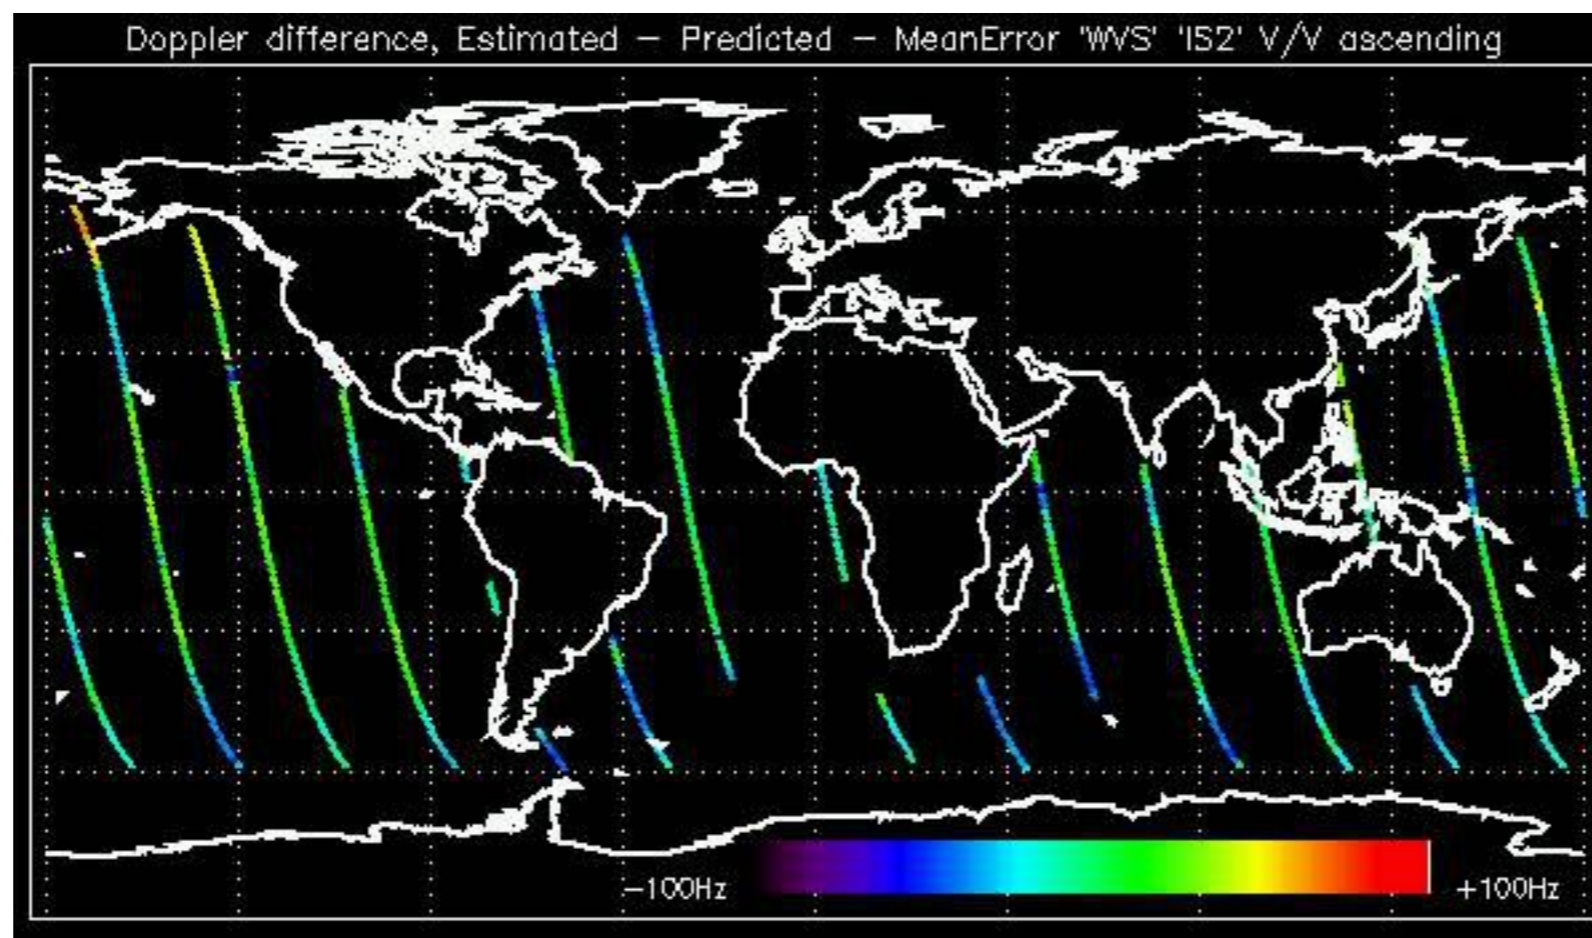 Doppler difference, Estimated – Predicted – MeanError 'WVS' 'IS2' V/V ascending
–100Hz
+100Hz